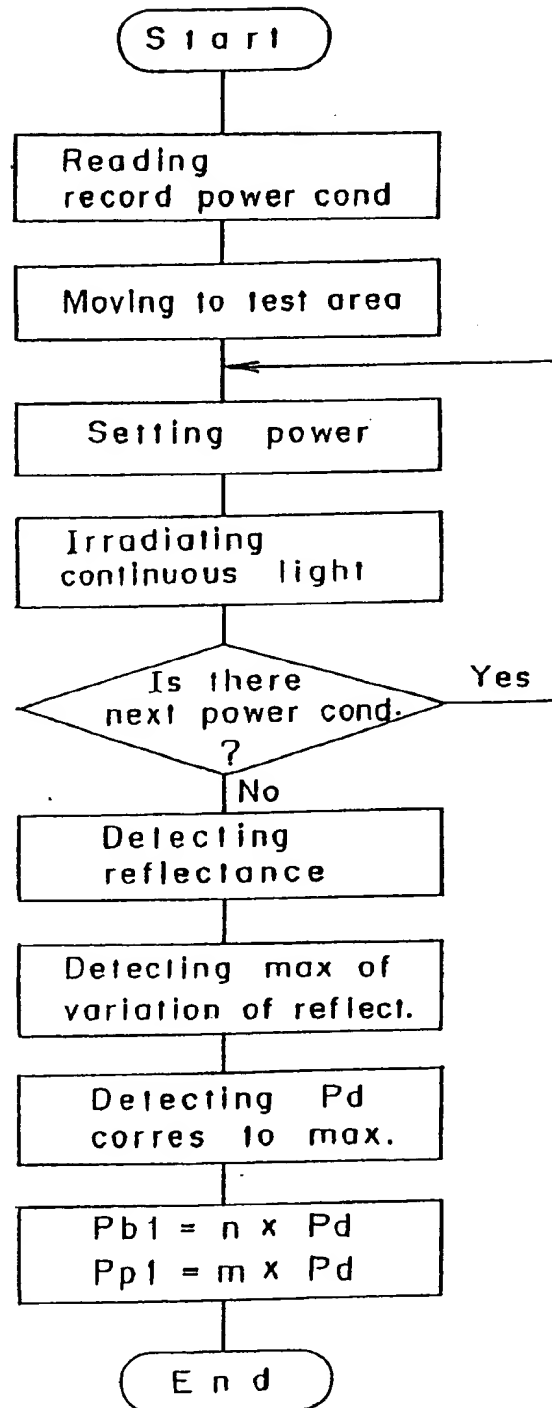 Start
Reading
record power cond
Moving to test area
Setting power
Irradiating
continuous light
Is there
next power cond.
?
Yes
No
Detecting
reflectance
Detecting max of
variation of reflect.
Detecting Pd
corres to max.
Pb1 = n x Pd
Pp1 = m x Pd
End